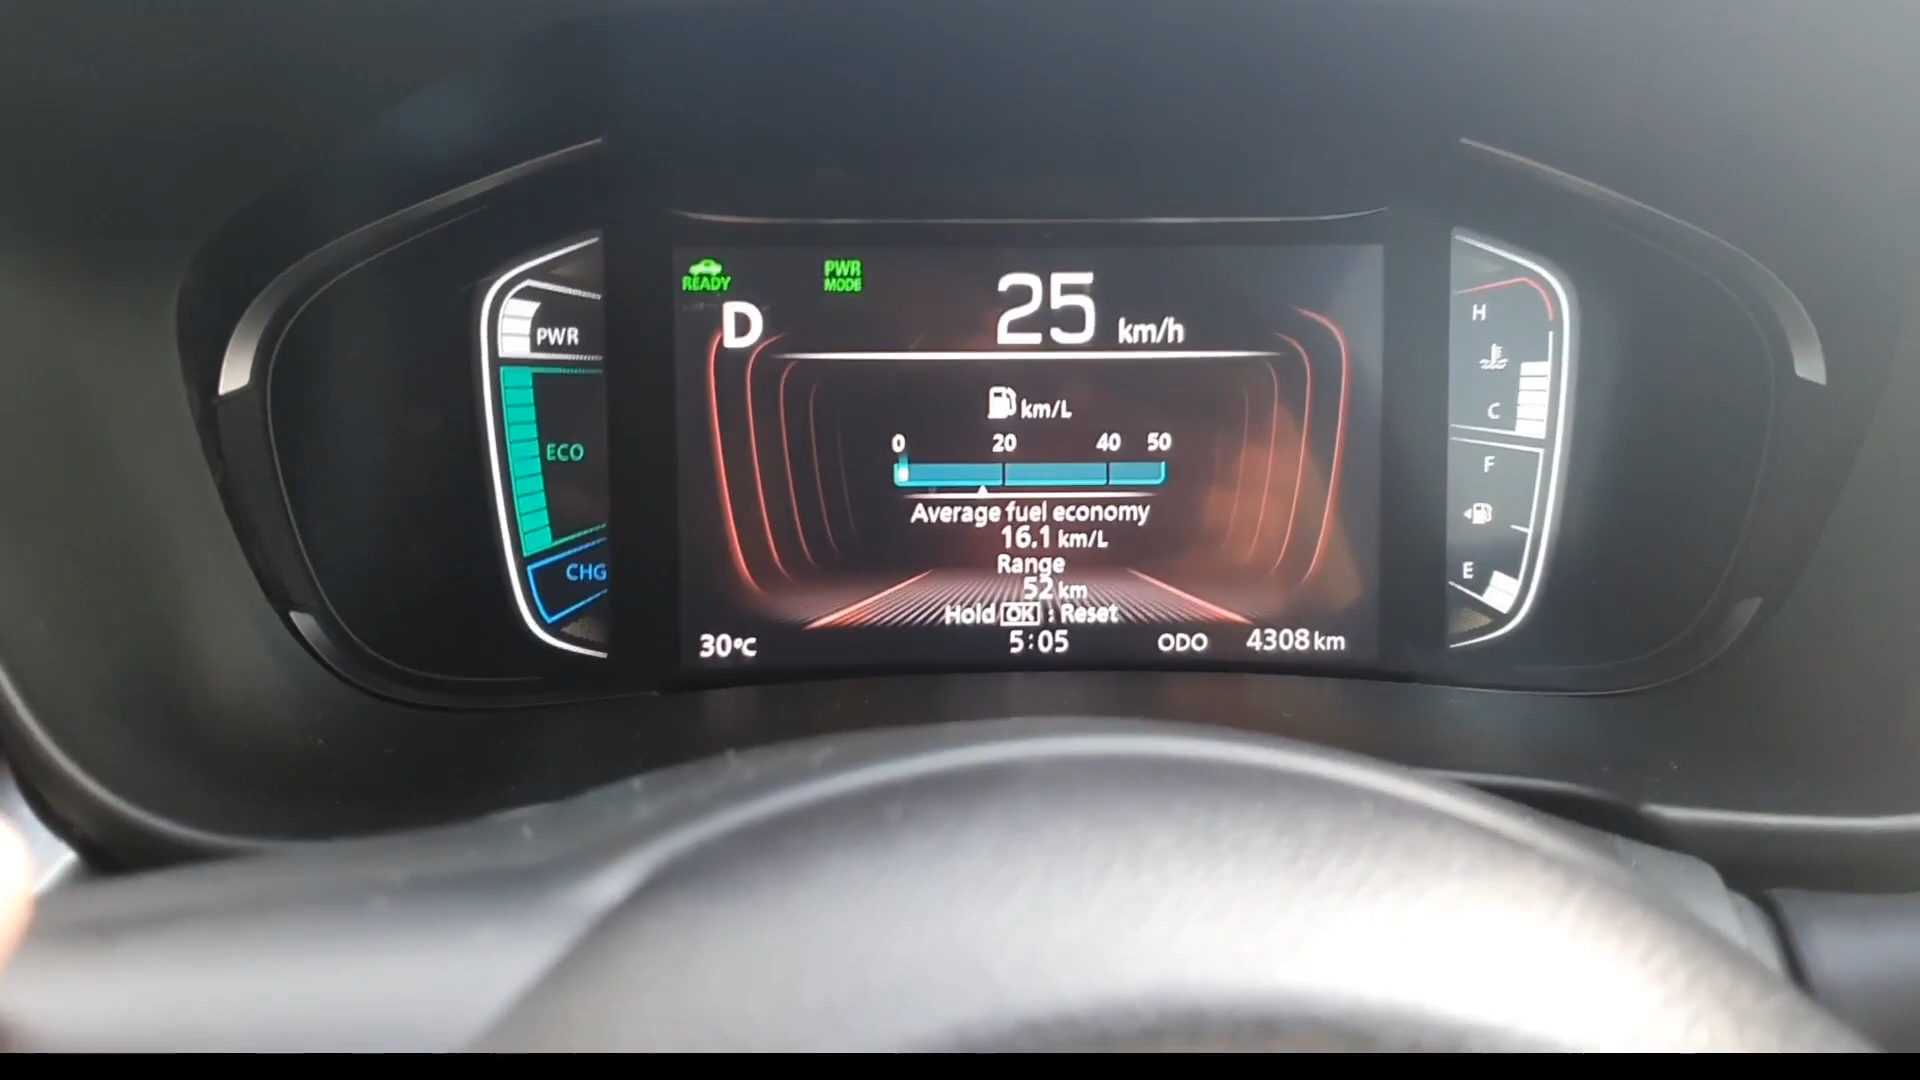 READY
PWR
MODE
D
25 km/h
PWR
ECO
CHG
km/L
0 20 40 50
Average fuel economy
16.1 km/L
Range
52 km
Hold OK : Reset
30°C
5:05
ODO 4308 km
H
C
F
E